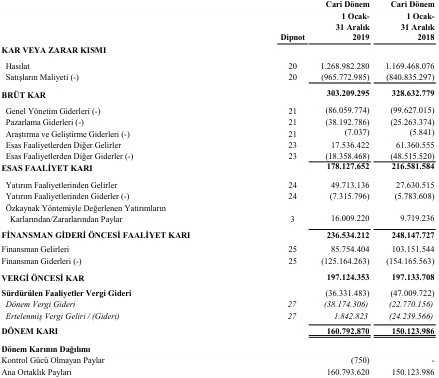 Cari Dönem Cari Dönem
1 Ocak- 1 Ocak-
31 Aralık 31 Aralık
Dipnot 2019 2018
KAR VEYA ZARAR KISMI
Hasılat 20 1.268.982.280 1.169.468.076
Satışların Maliyeti (-) 20 (965.772.985) (840.835.297)
BRÜT KAR 303.209.295 328.632.779
Genel Yönetim Giderleri (-) 21 (86.059.774) (99.627.015)
Pazarlama Giderleri (-) 21 (38.192.786) (25.263.374)
Araştırma ve Geliştirme Giderleri (-) 21 (7.037) (5.841)
Esas Faaliyetlerden Diğer Gelirler 23 17.536.422 61.360.555
Esas Faaliyetlerden Diğer Giderler (-) 23 (18.358.468) (48.515.520)
ESAS FAALİYET KARI 178.127.652 216.581.584
Yatırım Faaliyetlerinden Gelirler 24 49.713.136 27.630.515
Yatırım Faaliyetlerinden Giderler (-) 24 (7.315.796) (5.783.608)
Özkaynak Yöntemiyle Değerlenen Yatırımların
Karlarından/Zararlarından Paylar 3 16.009.220 9.719.236
FİNANSMAN GİDERİ ÖNCESİ FAALİYET KARI 236.534.212 248.147.727
Finansman Gelirleri 25 85.754.404 103.151.544
Finansman Giderleri (-) 25 (125.164.263) (154.165.563)
VERGİ ÖNCESİ KAR 197.124.353 197.133.708
Sürdürülen Faaliyetler Vergi Gideri (36.331.483) (47.009.722)
Dönem Vergi Gideri 27 (38.174.306) (22.770.156)
Ertelenmiş Vergi Geliri / (Gideri) 27 1.842.823 (24.239.566)
DÖNEM KARI 160.792.870 150.123.986
Dönem Karının Dağılımı
Kontrol Gücü Olmayan Paylar (750) -
Ana Ortaklık Payları 160.793.620 150.123.986